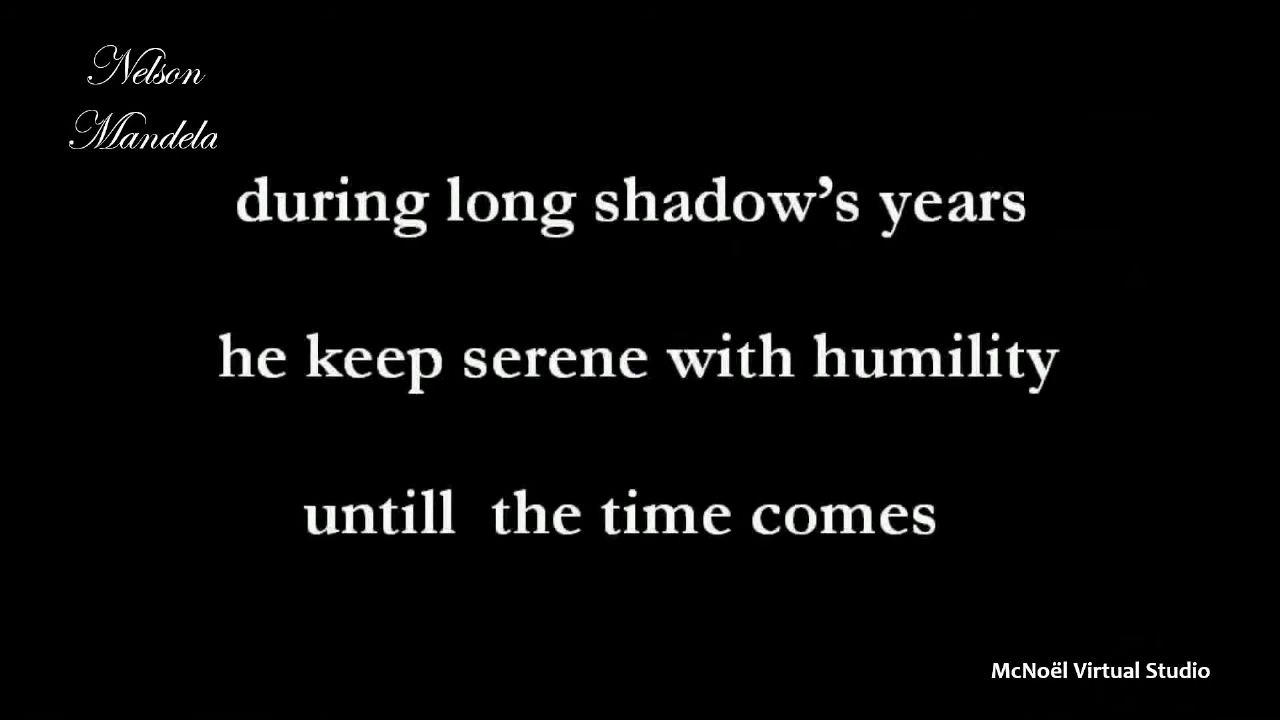 Nelson
Mandela
during long shadow’s years
he keep serene with humility
untill the time comes
McNoël Virtual Studio